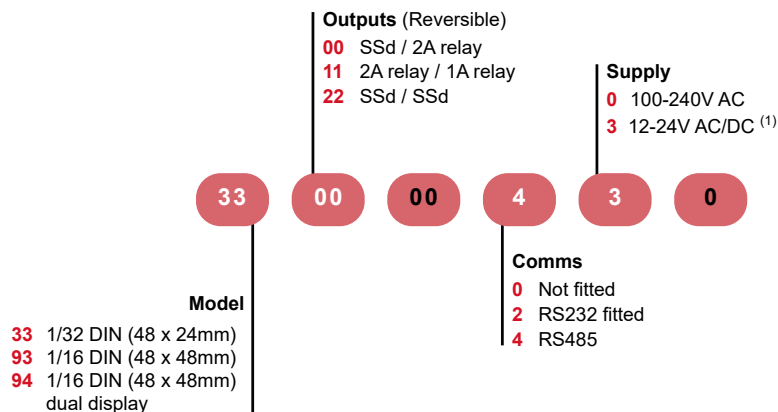 Outputs (Reversible)
00 SSd / 2A relay
11 2A relay / 1A relay
22 SSd / SSd
Supply
0 100-240V AC
3 12-24V AC/DC (1)
33 00 00 4 3 0
Model
33 1/32 DIN (48 x 24mm)
93 1/16 DIN (48 x 48mm)
94 1/16 DIN (48 x 48mm)
dual display
Comms
0 Not fitted
2 RS232 fitted
4 RS485